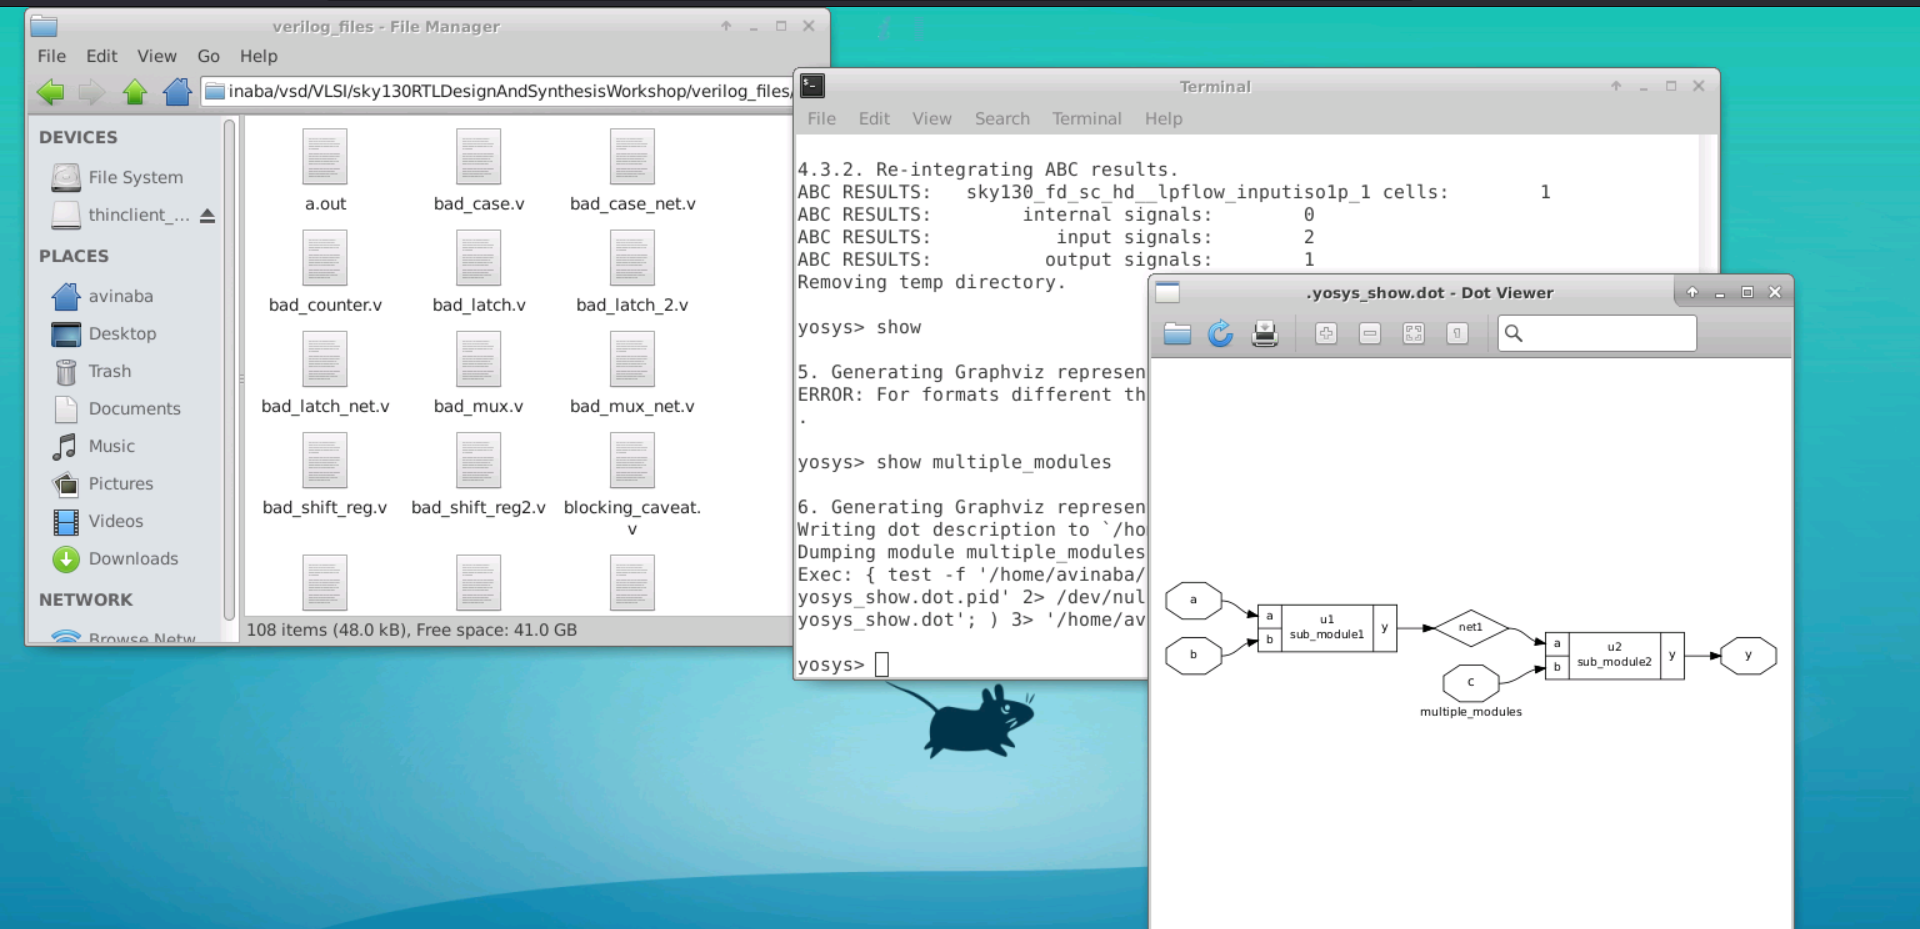 verilog_files - File Manager
File Edit View Go Help
inaba/vsd/VLSI/sky130RTLDesignAndSynthesisWorkshop/verilog_files/
DEVICES
File System
thinclient_...
PLACES
avinaba
Desktop
Trash
Documents
Music
Pictures
Videos
Downloads
NETWORK
Browse Netw
a.out bad_case.v bad_case_net.v
bad_counter.v bad_latch.v bad_latch_2.v
bad_latch_net.v bad_mux.v bad_mux_net.v
bad_shift_reg.v bad_shift_reg2.v blocking_caveat.
v
108 items (48.0 kB), Free space: 41.0 GB
Terminal
File Edit View Search Terminal Help
4.3.2. Re-integrating ABC results.
ABC RESULTS: sky130_fd_sc_hd__lpflow_inputiso1p_1 cells: 1
ABC RESULTS: internal signals: 0
ABC RESULTS: input signals: 2
ABC RESULTS: output signals: 1
Removing temp directory.
yosys> show
5. Generating Graphviz represen
ERROR: For formats different th
.
yosys> show multiple_modules
6. Generating Graphviz represen
Writing dot description to `/ho
Dumping module multiple_modules
Exec: { test -f '/home/avinaba/
yosys_show.dot.pid' 2> /dev/nul
yosys_show.dot'; ) 3> '/home/av
yosys>
.yosys_show.dot - Dot Viewer
a
b
a
b
u1
sub_module1
y
net1
c
a
b
u2
sub_module2
y
y
multiple_modules